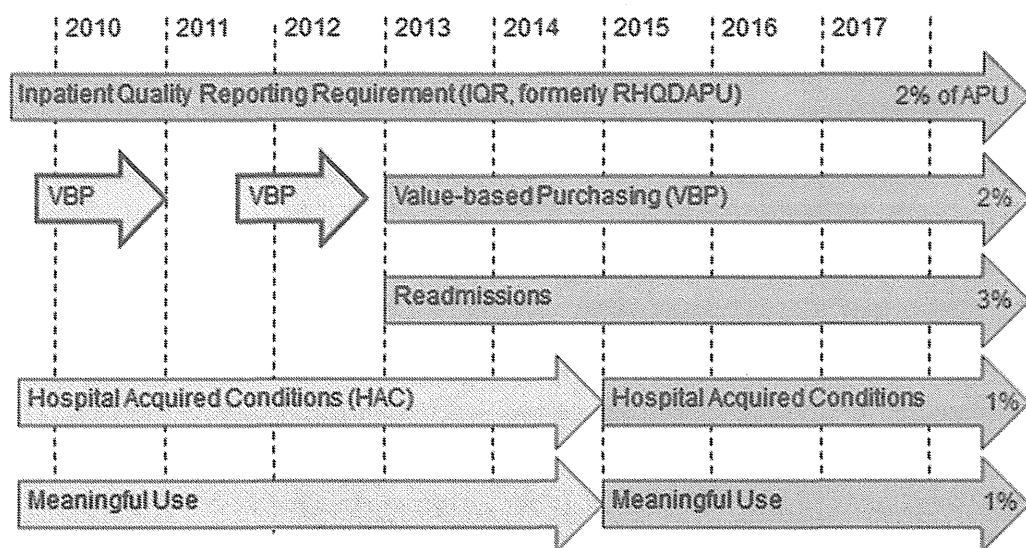 2010 2011 2012 2013 2014 2015 2016 2017
Inpatient Quality Reporting Requirement (IQR, formerly RHQDAPU) 2% of APU
VBP VBP Value-based Purchasing (VBP) 2%
Readmissions 3%
Hospital Acquired Conditions (HAC) Hospital Acquired Conditions 1%
Meaningful Use Meaningful Use 1%